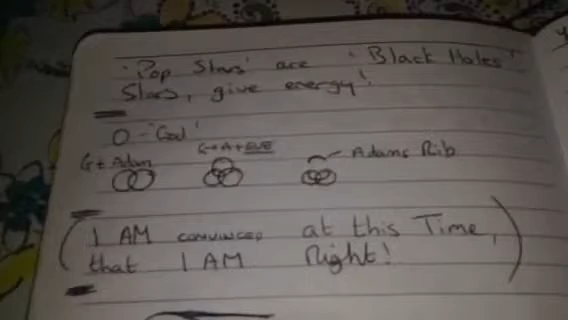 'Pop Stars' are 'Black Holes'
Stars, give energy!
O - 'God'
G + Adam G + A + EVE
Adams Rib
(I AM CONVINCED at this Time,
that I AM Right!)